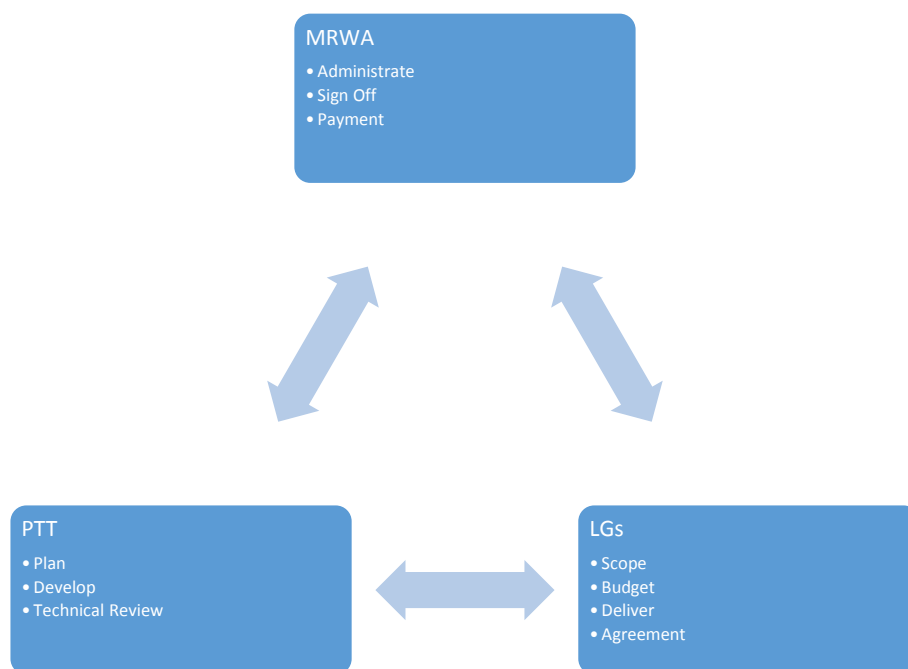 MRWA
• Administrate
• Sign Off
• Payment
PTT
• Plan
• Develop
• Technical Review
LGs
• Scope
• Budget
• Deliver
• Agreement